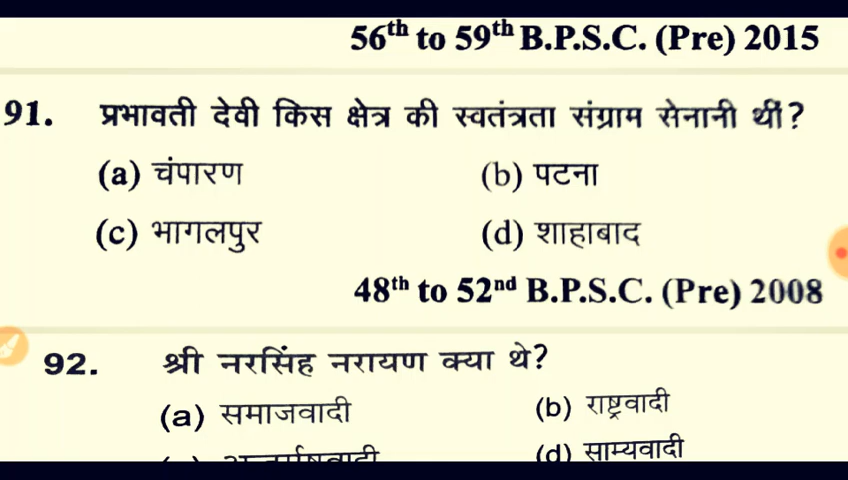 56th to 59th B.P.S.C. (Pre) 2015
91. प्रभावती देवी किस क्षेत्र की स्वतंत्रता संग्राम सेनानी थीं?
(a) चंपारण (b) पटना
(c) भागलपुर (d) शाहाबाद
48th to 52nd B.P.S.C. (Pre) 2008
92. श्री नरसिंह नारायण क्या थे?
(a) समाजवादी (b) राष्ट्रवादी
(d) साम्यवादी